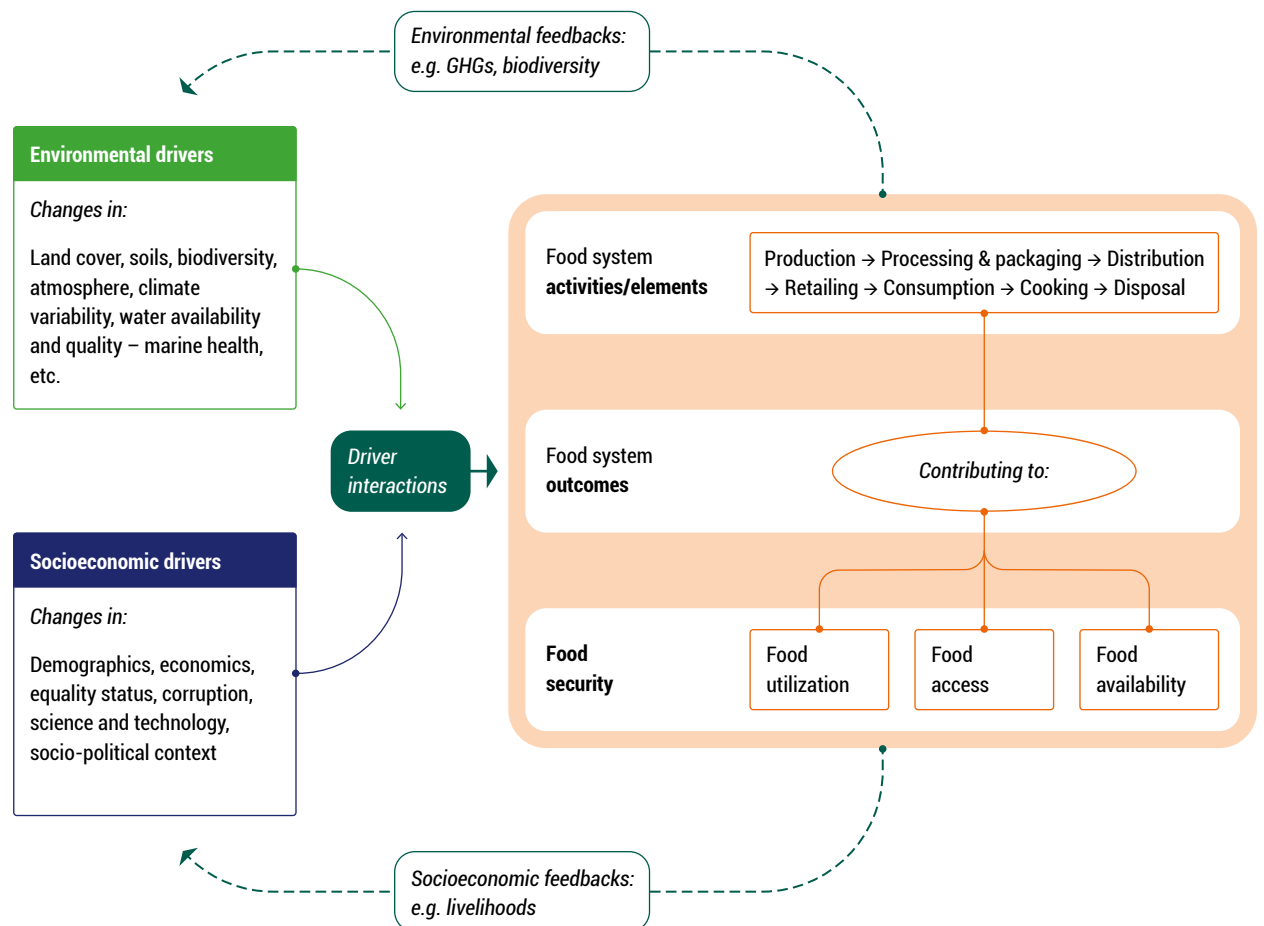 Environmental feedbacks:
e.g. GHGs, biodiversity
Environmental drivers
Changes in:
Land cover, soils, biodiversity,
atmosphere, climate
variability, water availability
and quality – marine health,
etc.
Food system
activities/elements
Production → Processing & packaging → Distribution
→ Retailing → Consumption → Cooking → Disposal
Driver
interactions
Food system
outcomes
Contributing to:
Socioeconomic drivers
Changes in:
Demographics, economics,
equality status, corruption,
science and technology,
socio-political context
Food
security
Food
utilization
Food
access
Food
availability
Socioeconomic feedbacks:
e.g. livelihoods